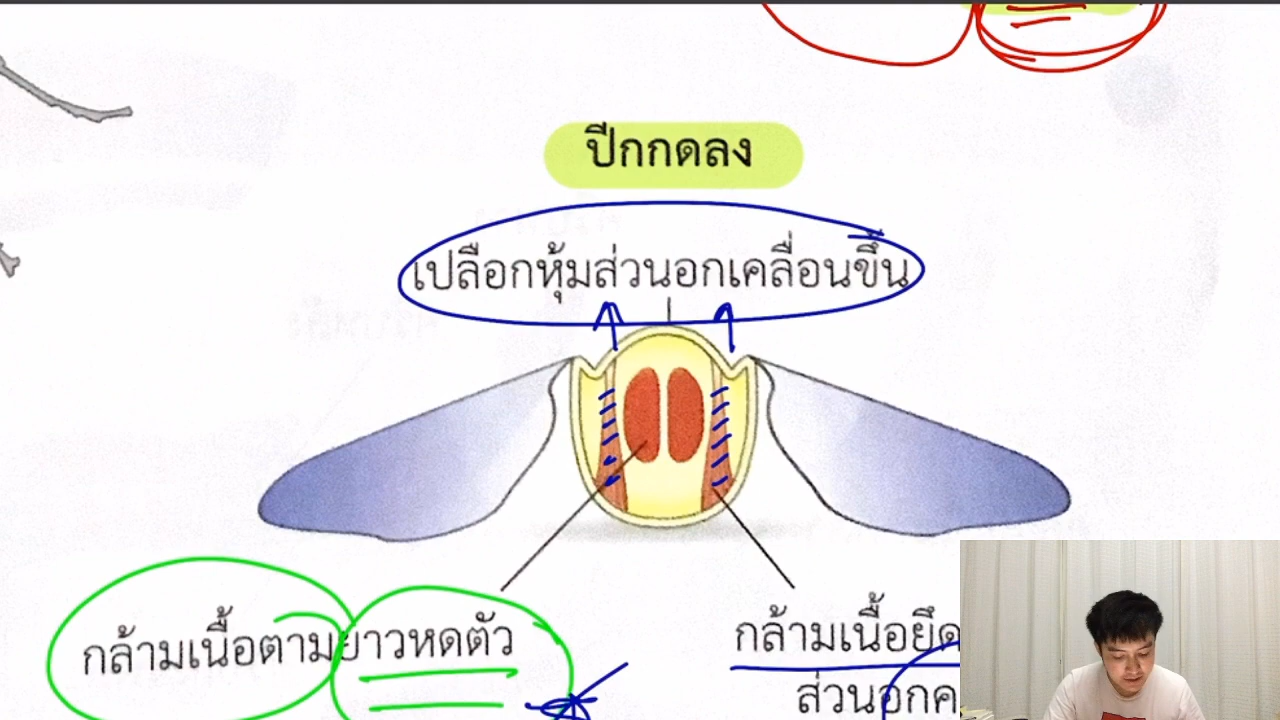 ปีกกดลง
เปลือกหุ้มส่วนอกเคลื่อนขึ้น
กล้ามเนื้อตามยาวหดตัว
กล้ามเนื้อยึด
ส่วนอกค